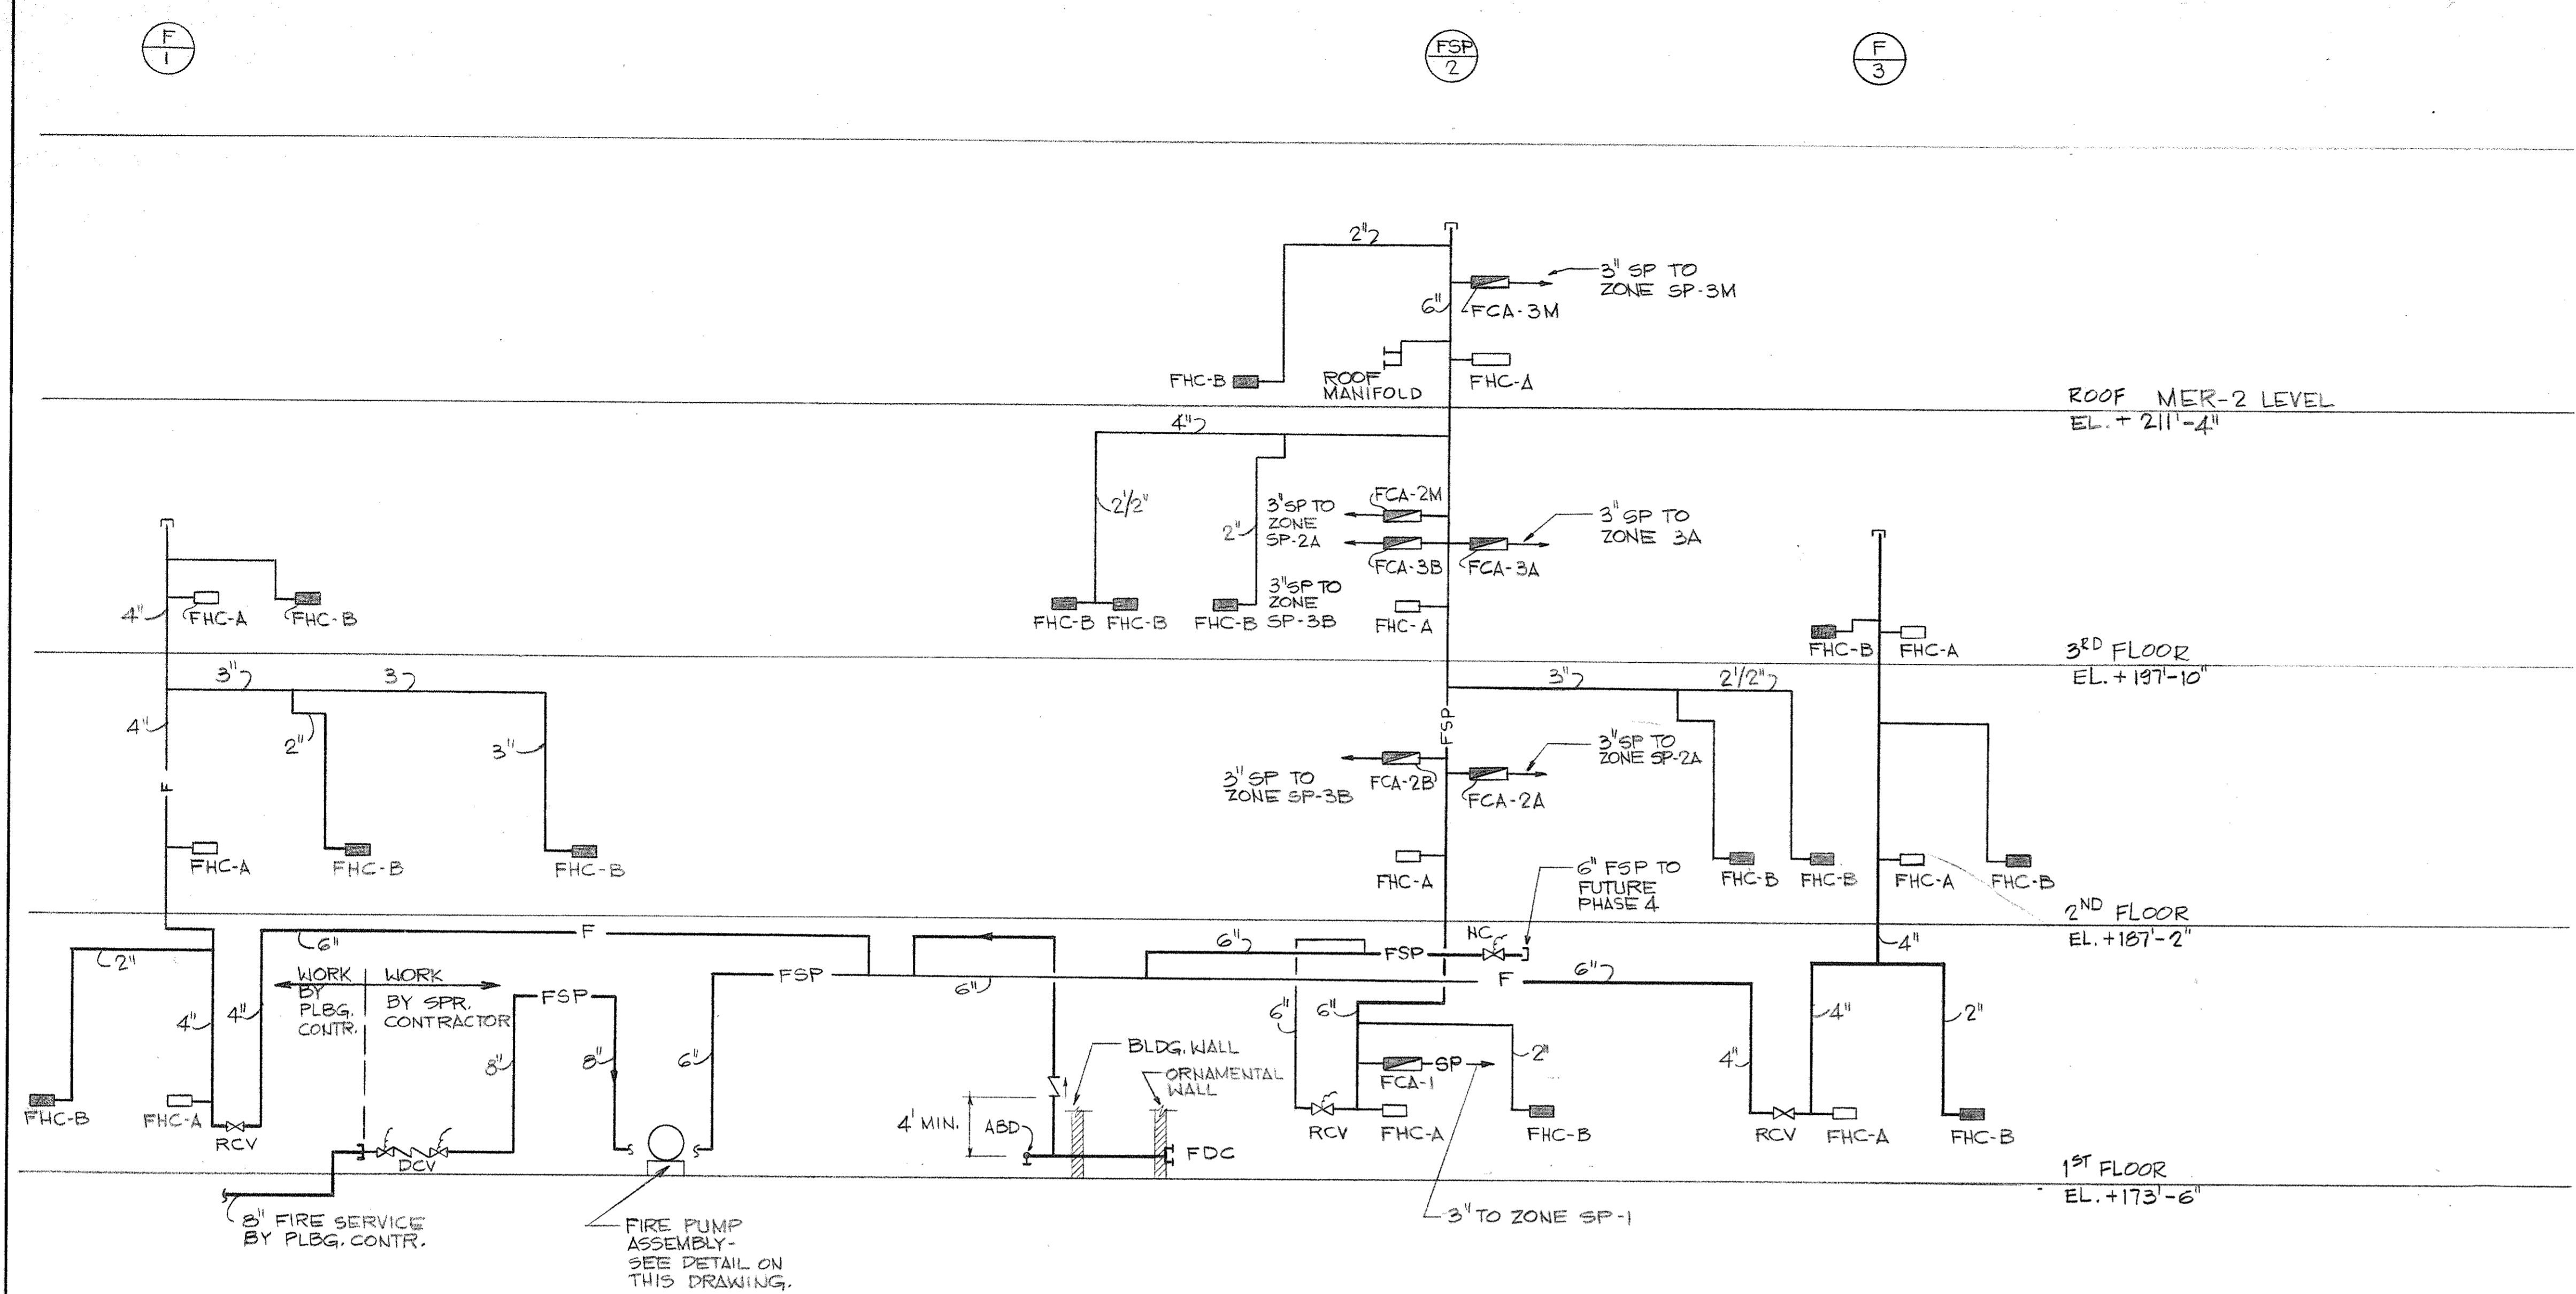 F
1
FSP
2
F
3
2"
3" SP TO
ZONE SP-3M
6"
FCA-3M
FHC-B
ROOF
MANIFOLD
FHC-A
ROOF MER-2 LEVEL
EL. + 211'-4"
4"
2 1/2"
2"
3" SP TO
ZONE
SP-2A
FCA-2M
3" SP TO
ZONE 3A
FCA-3B
FCA-3A
3" SP TO
ZONE
SP-3B
FHC-B
FHC-B
FHC-B
FHC-A
4"
FHC-A
FHC-B
FHC-B
FHC-A
3RD FLOOR
EL. + 197'-10"
3"
3
4"
2"
3"
F
FHC-A
FHC-B
FHC-B
3"
2 1/2"
FSP
3" SP TO
ZONE SP-2A
3" SP TO
ZONE SP-3B
FCA-2B
FCA-2A
FHC-A
6" FSP TO
FUTURE
PHASE 4
FHC-B
FHC-B
FHC-A
FHC-B
2ND FLOOR
EL. +187'-2"
6"
F
2"
WORK
BY
PLBG.
CONTR.
WORK
BY SPR.
CONTRACTOR
4"
4"
FSP
8"
8"
6"
FSP
6"
6"
FSP
NC
F
6"
4"
6"
6"
2"
4"
4"
2"
BLDG. WALL
ORNAMENTAL
WALL
SP
FCA-1
4' MIN.
ABD
FDC
FHC-B
FHC-A
RCV
DCV
RCV
FHC-A
FHC-B
RCV
FHC-A
FHC-B
1ST FLOOR
EL. +173'-6"
8" FIRE SERVICE
BY PLBG. CONTR.
FIRE PUMP
ASSEMBLY-
SEE DETAIL ON
THIS DRAWING.
3" TO ZONE SP-1